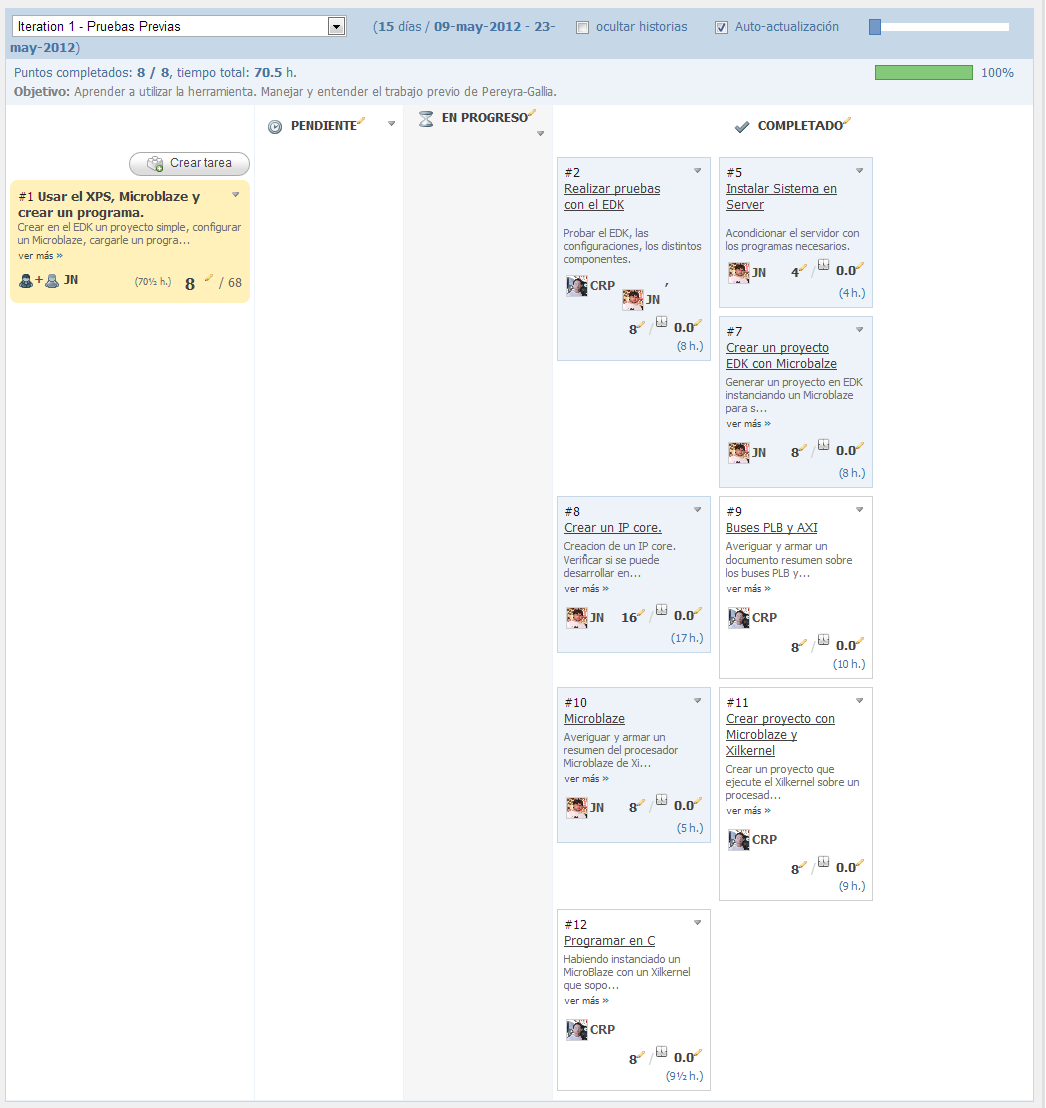 Iteration 1 - Pruebas Previas
(15 días / 09-may-2012 - 23-
may-2012)
ocultar historias
Auto-actualización
Puntos completados: 8 / 8, tiempo total: 70.5 h.
100%
Objetivo: Aprender a utilizar la herramienta. Manejar y entender el trabajo previo de Pereyra-Gallia.
PENDIENTE
EN PROGRESO
COMPLETADO
Crear tarea
#1 Usar el XPS, Microblaze y
crear un programa.
Crear en el EDK un proyecto simple, configurar
un Microblaze, cargarle un progra...
ver más »
+ JN (70½ h.) 8 / 68
#2
Realizar pruebas
con el EDK
Probar el EDK, las
configuraciones, los distintos
componentes.
CRP ,
JN
8 / 0.0
(8 h.)
#5
Instalar Sistema en
Server
Acondicionar el servidor con
los programas necesarios.
JN 4 / 0.0
(4 h.)
#7
Crear un proyecto
EDK con Microbalze
Generar un proyecto en EDK
instanciando un Microblaze
para s...
ver más »
JN 8 / 0.0
(8 h.)
#8
Crear un IP core.
Creacion de un IP core.
Verificar si se puede
desarrollar en...
ver más »
JN 16 / 0.0
(17 h.)
#9
Buses PLB y AXI
Averiguar y armar un
documento resumen sobre
los buses PLB y...
ver más »
CRP
8 / 0.0
(10 h.)
#10
Microblaze
Averiguar y armar un
resumen del procesador
Microblaze de Xi...
ver más »
JN 8 / 0.0
(5 h.)
#11
Crear proyecto con
Microblaze y
Xilkernel
Crear un proyecto que
ejecute el Xilkernel sobre un
procesad...
ver más »
CRP
8 / 0.0
(9 h.)
#12
Programar en C
Habiendo instanciado un
MicroBlaze con un Xilkernel
que sopo...
ver más »
CRP
8 / 0.0
(9½ h.)